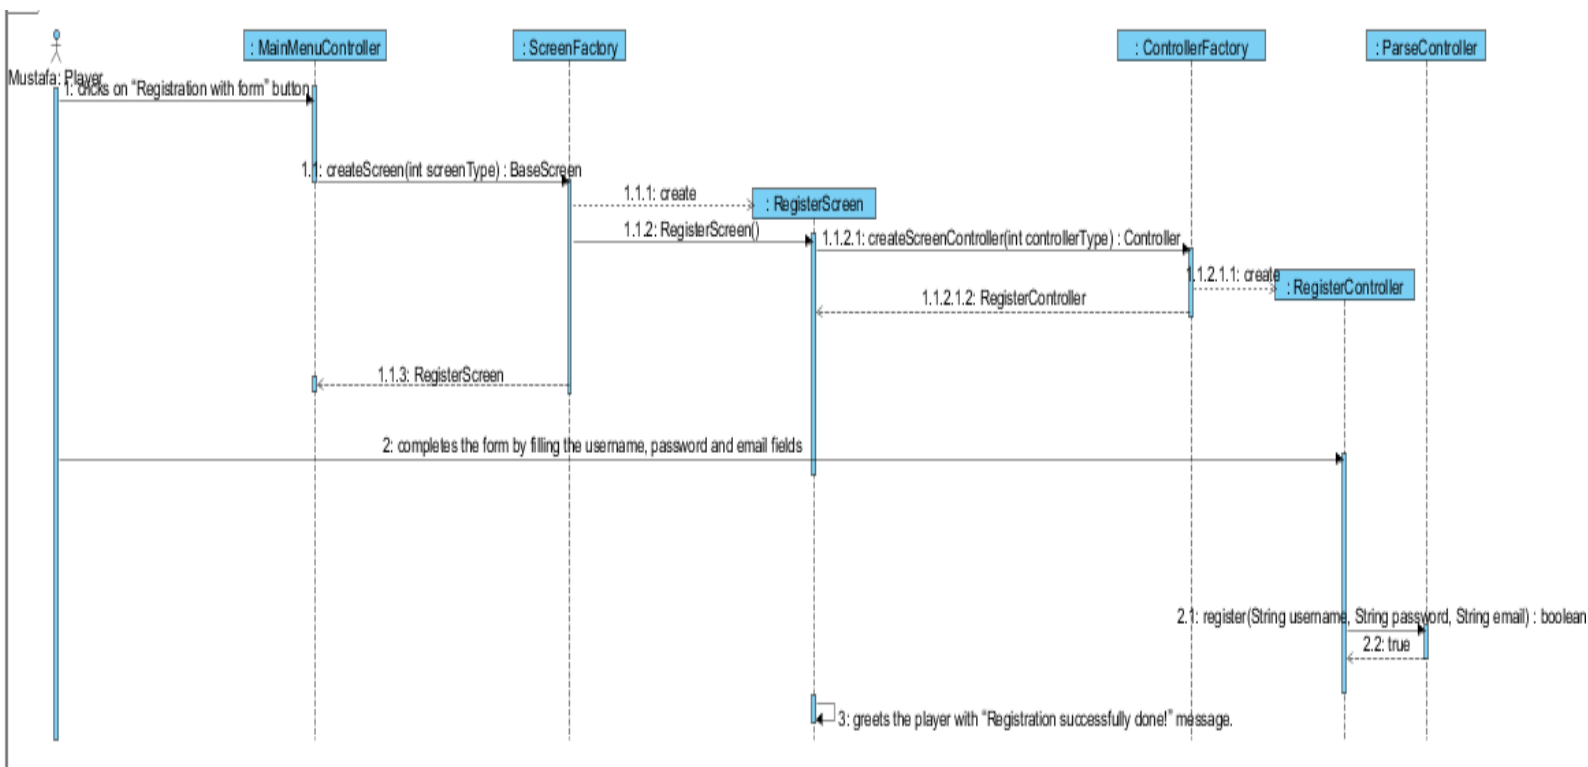 : MainMenuController
: ScreenFactory
: ControllerFactory
: ParseController
Mustafa: Player
1: clicks on "Registration with form" button
1.1: createScreen(int screenType) : BaseScreen
1.1.1: create
: RegisterScreen
1.1.2: RegisterScreen()
1.1.2.1: createScreenController(int controllerType) : Controller
1.1.2.1.1: create
: RegisterController
1.1.2.1.2: RegisterController
1.1.3: RegisterScreen
2: completes the form by filling the username, password and email fields
2.1: register(String username, String password, String email) : boolean
2.2: true
3: greets the player with "Registration successfully done!" message.